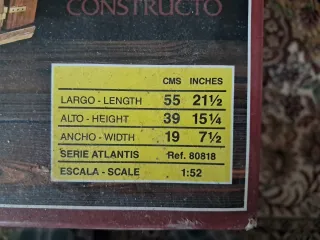 CONSTRUCTO
CMS INCHES
LARGO - LENGTH 55 21½
ALTO - HEIGHT 39 15¼
ANCHO - WIDTH 19 7½
SERIE ATLANTIS Ref. 80818
ESCALA - SCALE 1:52